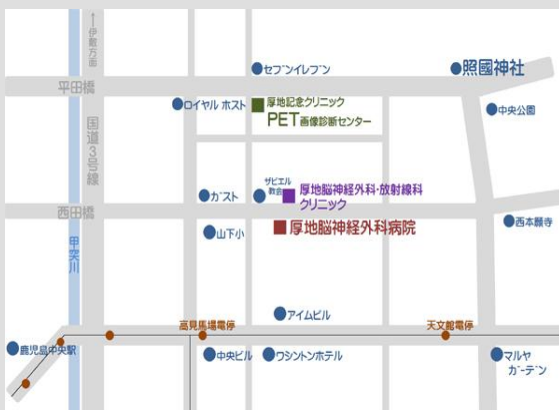 ←伊敷方面
セブンイレブン
照國神社
平田橋
ロイヤル ホスト
厚地記念クリニック
PET画像診断センター
中央公園
国道3号線
ガスト
ザビエル
教会
厚地脳神経外科・放射線科
クリニック
西田橋
山下小
厚地脳神経外科病院
西本願寺
甲突川
アイムビル
高見馬場電停
天文館電停
鹿児島中央駅
中央ビル
ワシントンホテル
マルヤ
ガーデン